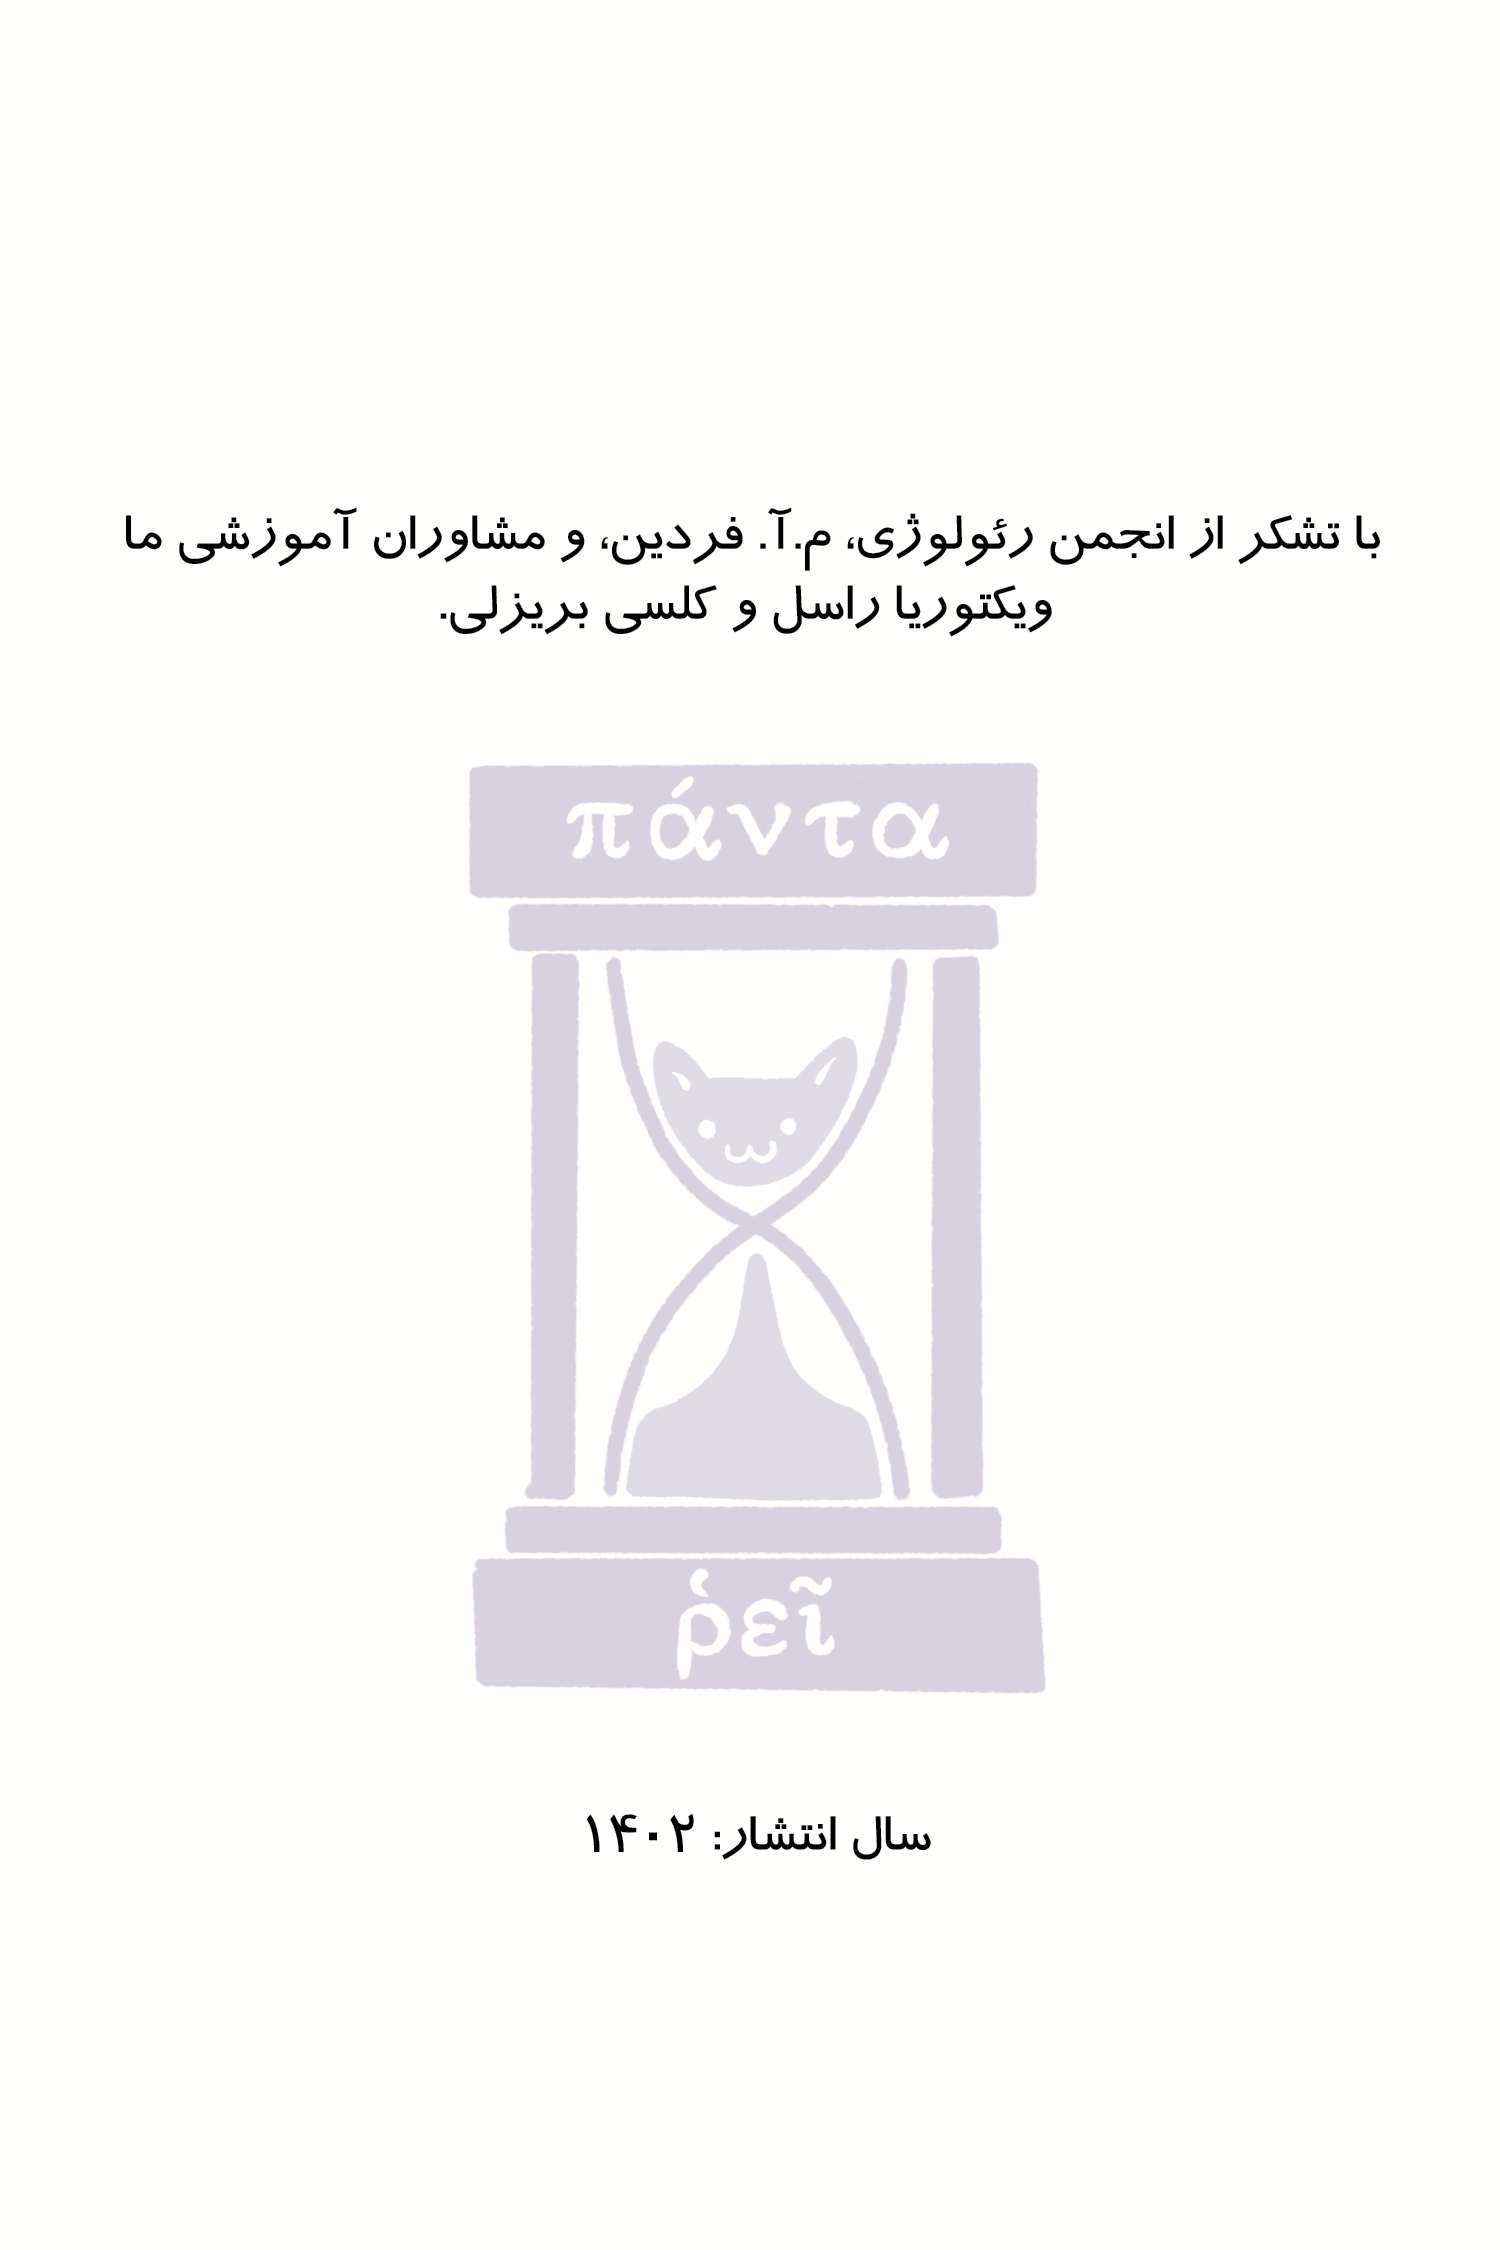 با تشکر از انجمن رئولوژی، م.آ. فردین، و مشاوران آموزشی ما
ویکتوریا راسل و کلسی بریزلی.
πάντα
ῥεῖ
سال انتشار: ۱۴۰۲